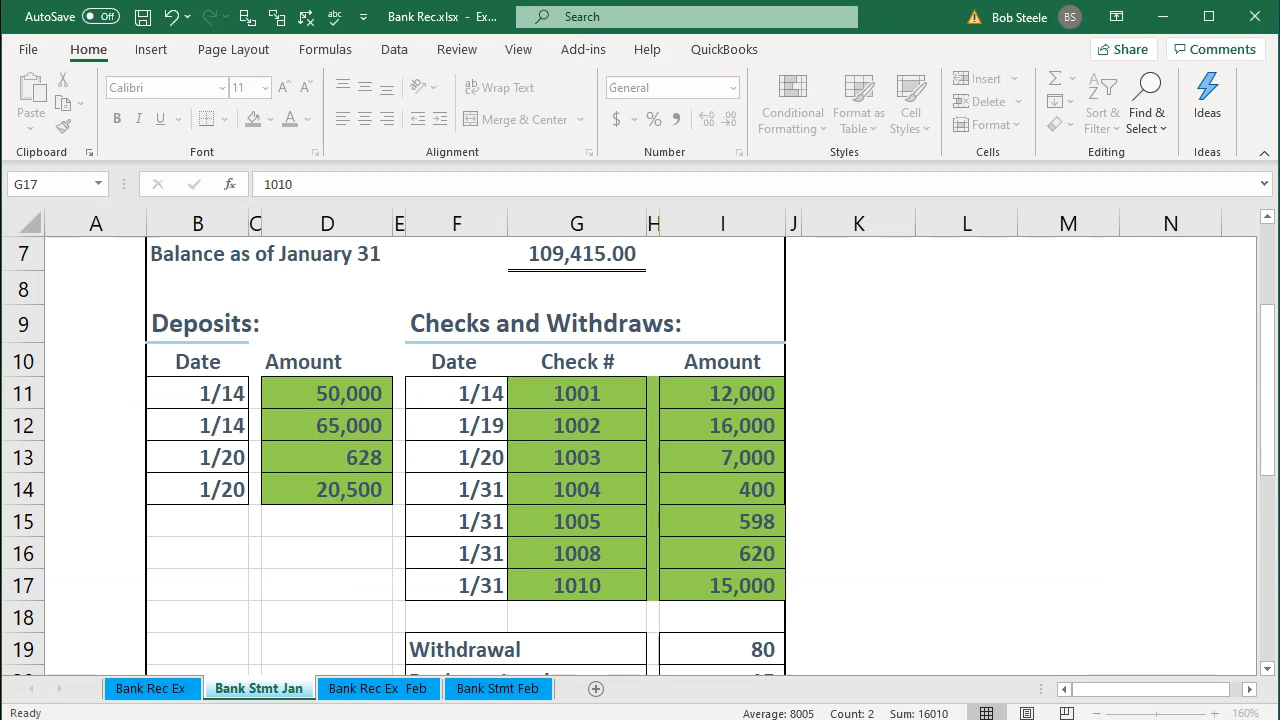 AutoSave Off Bank Rec.xlsx - Ex... Search Bob Steele BS
File Home Insert Page Layout Formulas Data Review View Add-ins Help QuickBooks Share Comments
Calibri 11 Wrap Text General Insert Σ
Paste B I U A Merge & Center $ % Conditional Formatting Format as Table Cell Styles Delete Format Sort & Filter Find & Select Ideas
Clipboard Font Alignment Number Styles Cells Editing Ideas
G17 fx 1010
A B C D E F G H I J K L M N
7 Balance as of January 31 109,415.00
8
9 Deposits: Checks and Withdraws:
10 Date Amount Date Check # Amount
11 1/14 50,000 1/14 1001 12,000
12 1/14 65,000 1/19 1002 16,000
13 1/20 628 1/20 1003 7,000
14 1/20 20,500 1/31 1004 400
15 1/31 1005 598
16 1/31 1008 620
17 1/31 1010 15,000
18
19 Withdrawal 80
Bank Rec Ex Bank Stmt Jan Bank Rec Ex Feb Bank Stmt Feb
Ready Average: 8005 Count: 2 Sum: 16010 160%